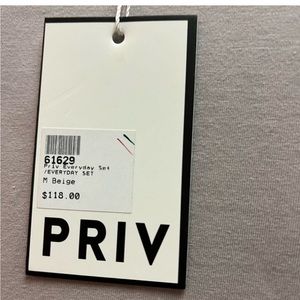 61629
Priv Everyday Set
/EVERYDAY SET
M Beige
$118.00
PRIV